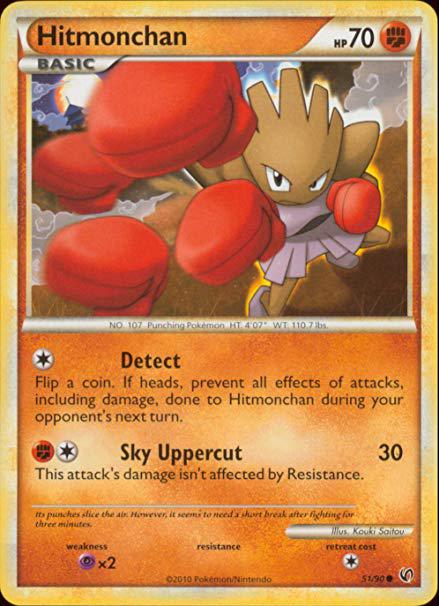 Hitmonchan HP 70
BASIC
NO. 107 Punching Pokémon HT: 4'07" WT: 110.7 lbs.
Detect
Flip a coin. If heads, prevent all effects of attacks,
including damage, done to Hitmonchan during your
opponent's next turn.
Sky Uppercut 30
This attack's damage isn't affected by Resistance.
Its punches slice the air. However, it seems to need a short break after fighting for
three minutes.
Illus. Kouki Saitou
weakness resistance retreat cost
×2
©2010 Pokémon/Nintendo 51/90